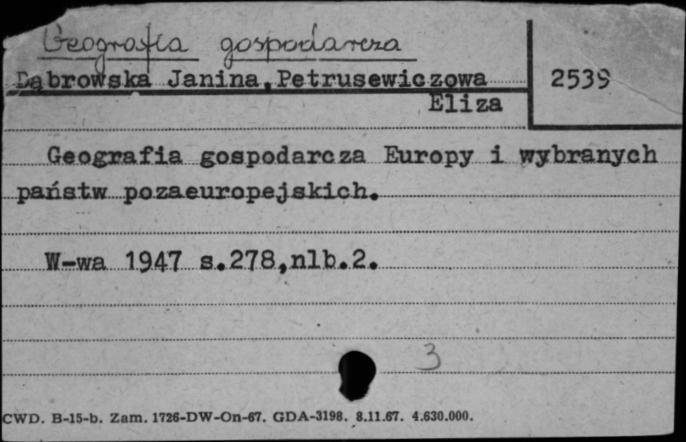 Geografia gospodarcza
Dąbrowska Janina, Petrusewiczowa
Eliza
2539
Geografia gospodarcza Europy i wybranych
państw pozaeuropejskich.
W-wa 1947 s.278,nlb.2.
3
CWD. B-15-b. Zam. 1726-DW-On-67. GDA-3198. 8.11.67. 4.630.000.